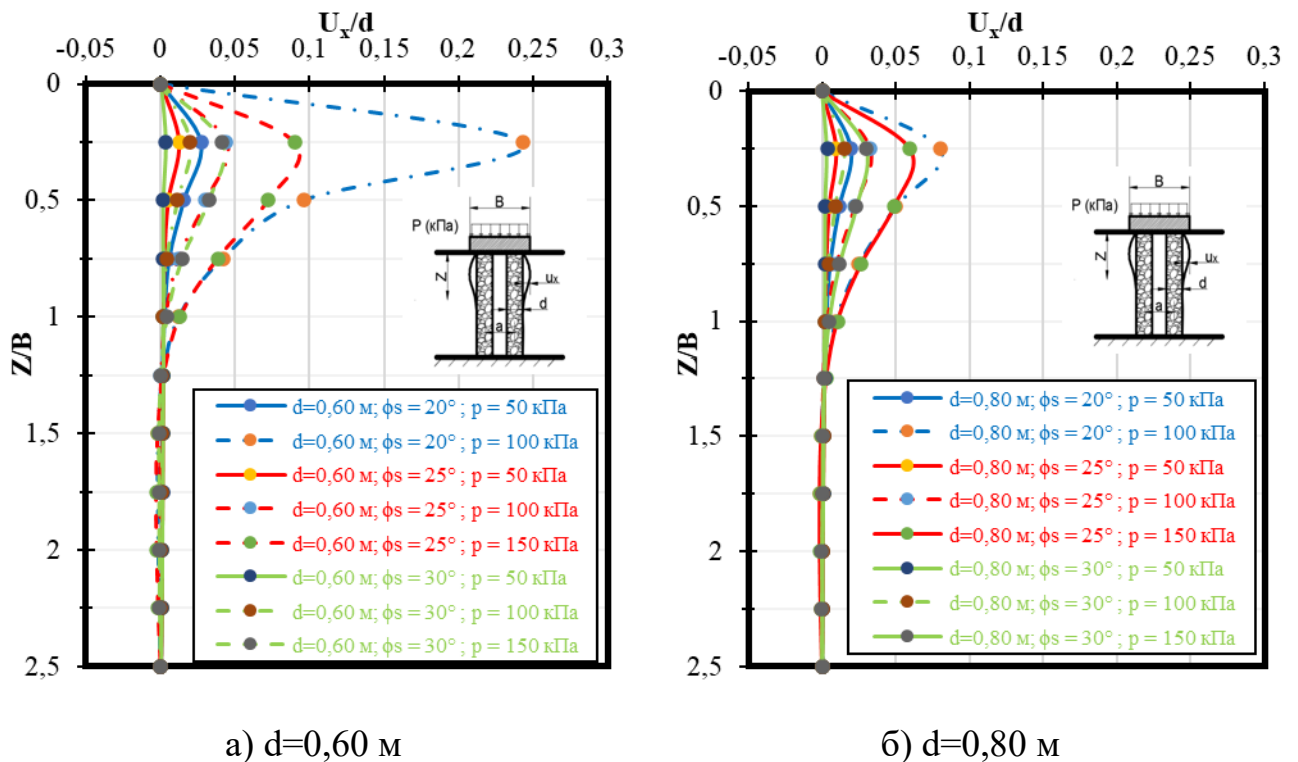 Uₓ/d
-0,05 0 0,05 0,1 0,15 0,2 0,25 0,3
0
0,5
1
1,5
2
2,5
Z/B
B
P (кПа)
Z
uₓ
d
a
d=0,60 м; ϕs = 20° ; p = 50 кПа
d=0,60 м; ϕs = 20° ; p = 100 кПа
d=0,60 м; ϕs = 25° ; p = 50 кПа
d=0,60 м; ϕs = 25° ; p = 100 кПа
d=0,60 м; ϕs = 25° ; p = 150 кПа
d=0,60 м; ϕs = 30° ; p = 50 кПа
d=0,60 м; ϕs = 30° ; p = 100 кПа
d=0,60 м; ϕs = 30° ; p = 150 кПа
а) d=0,60 м
Uₓ/d
-0,05 0 0,05 0,1 0,15 0,2 0,25 0,3
0
0,5
1
1,5
2
2,5
Z/B
B
P (кПа)
Z
uₓ
d
a
d=0,80 м; ϕs = 20° ; p = 50 кПа
d=0,80 м; ϕs = 20° ; p = 100 кПа
d=0,80 м; ϕs = 25° ; p = 50 кПа
d=0,80 м; ϕs = 25° ; p = 100 кПа
d=0,80 м; ϕs = 25° ; p = 150 кПа
d=0,80 м; ϕs = 30° ; p = 50 кПа
d=0,80 м; ϕs = 30° ; p = 100 кПа
d=0,80 м; ϕs = 30° ; p = 150 кПа
б) d=0,80 м